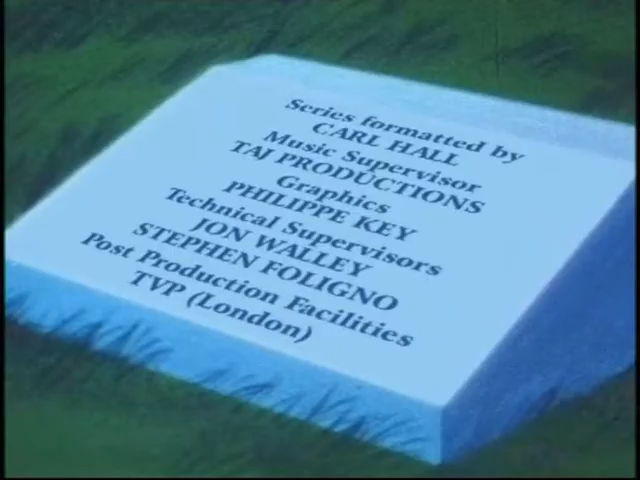 Series formatted by
CARL HALL
Music Supervisor
TAJ PRODUCTIONS
Graphics
PHILIPPE KEY
Technical Supervisors
JON WALLEY
STEPHEN FOLIGNO
Post Production Facilities
TVP (London)